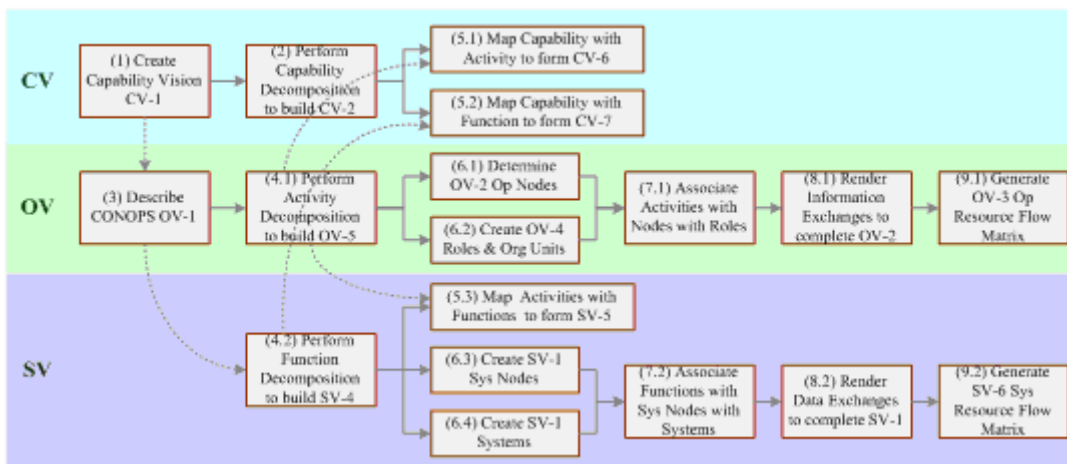 CV
(1) Create
Capability Vision
CV-1
(2) Perform
Capability
Decomposition
to build CV-2
(5.1) Map Capability with
Activity to form CV-6
(5.2) Map Capability with
Function to form CV-7
OV
(3) Describe
CONOPS OV-1
(4.1) Perform
Activity
Decomposition
to build OV-5
(6.1) Determine
OV-2 Op Nodes
(6.2) Create OV-4
Roles & Org Units
(7.1) Associate
Activities with
Nodes with Roles
(8.1) Render
Information
Exchanges to
complete OV-2
(9.1) Generate
OV-3 Op
Resource Flow
Matrix
SV
(4.2) Perform
Function
Decomposition
to build SV-4
(5.3) Map Activities with
Functions to form SV-5
(6.3) Create SV-1
Sys Nodes
(6.4) Create SV-1
Systems
(7.2) Associate
Functions with
Sys Nodes with
Systems
(8.2) Render
Data Exchanges
to complete SV-1
(9.2) Generate
SV-6 Sys
Resource Flow
Matrix